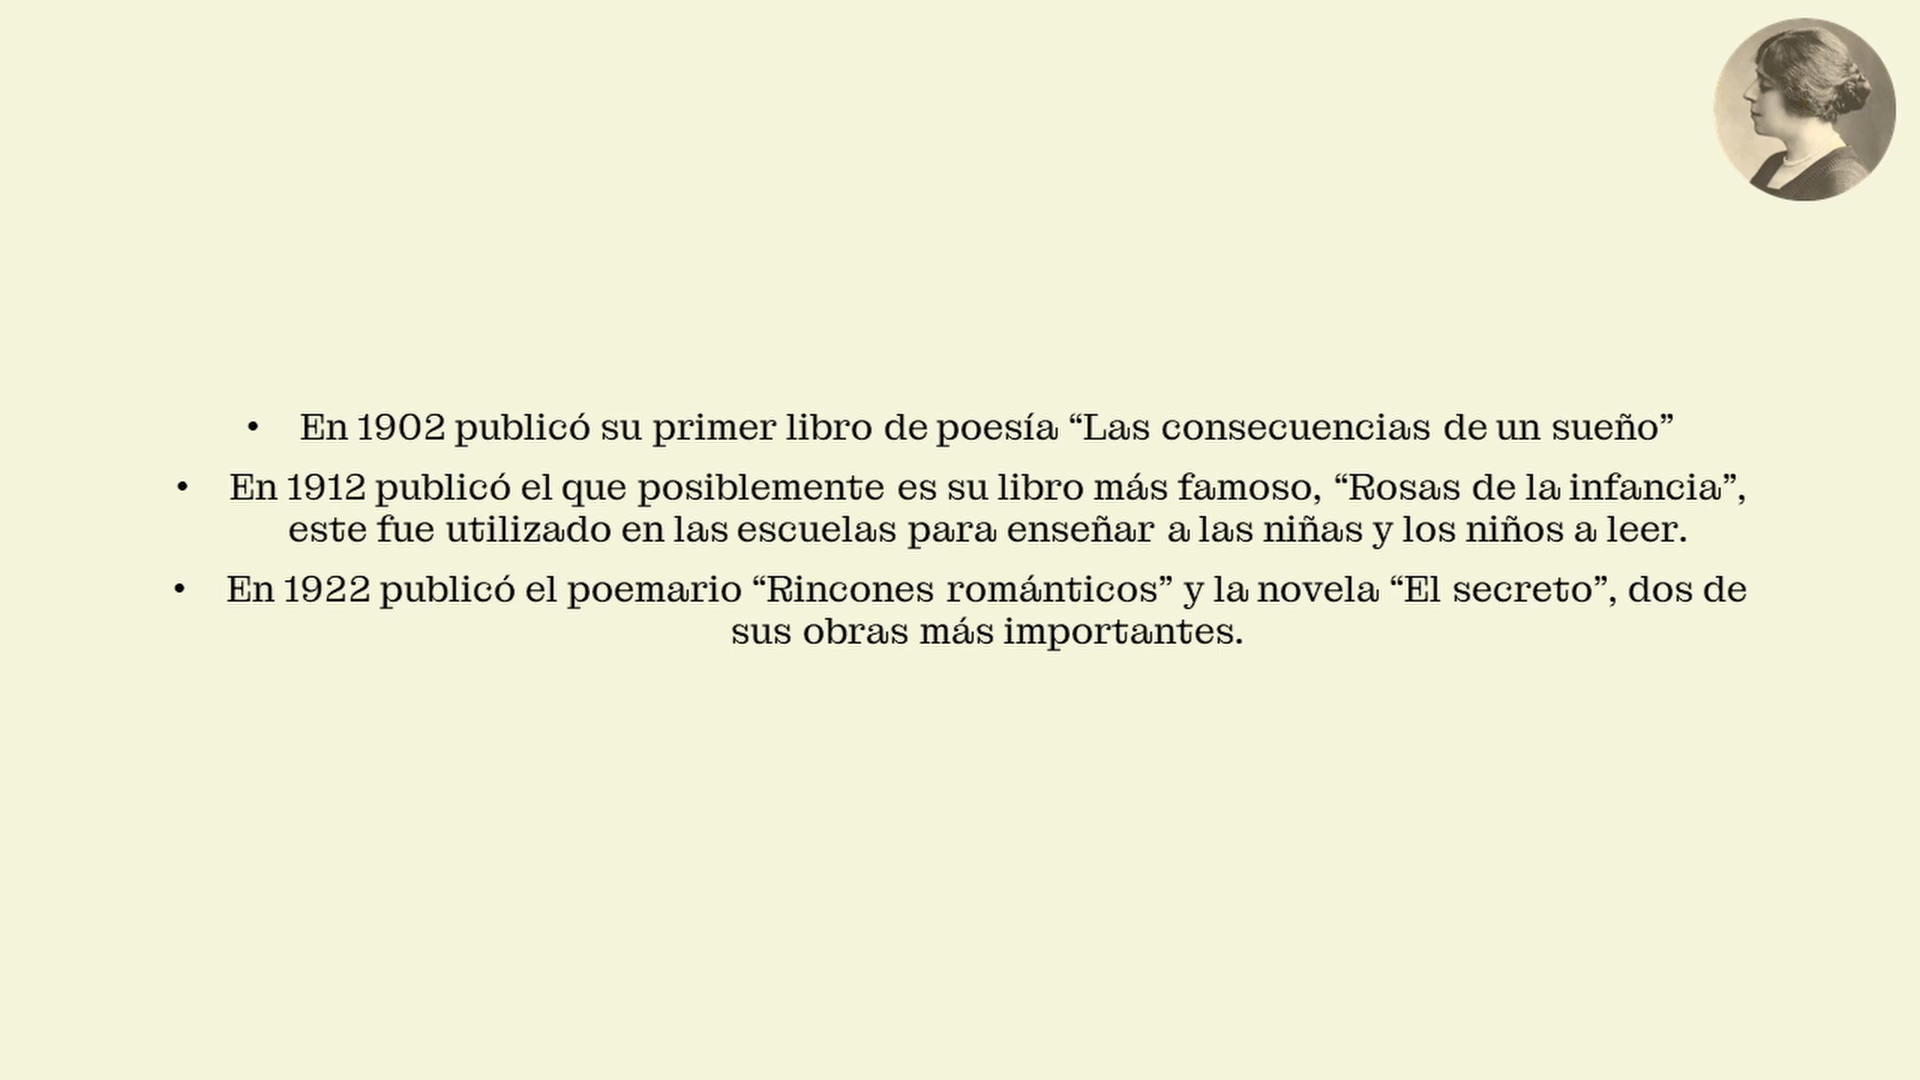 • En 1902 publicó su primer libro de poesía “Las consecuencias de un sueño”
• En 1912 publicó el que posiblemente es su libro más famoso, “Rosas de la infancia”,
este fue utilizado en las escuelas para enseñar a las niñas y los niños a leer.
• En 1922 publicó el poemario “Rincones románticos” y la novela “El secreto”, dos de
sus obras más importantes.